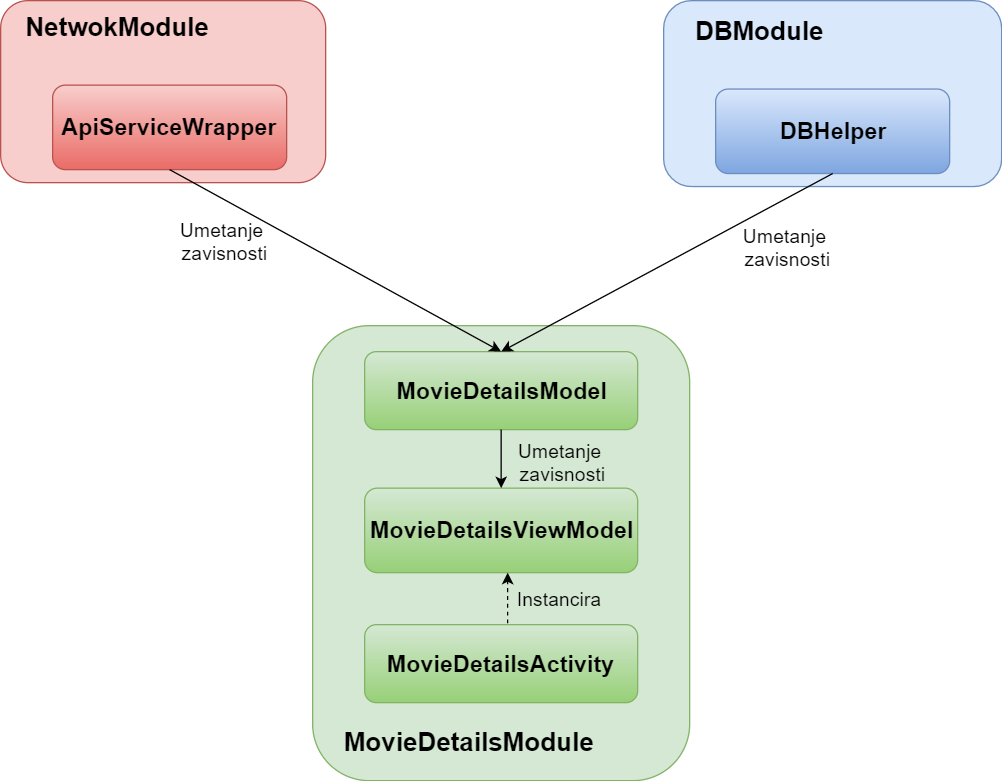 NetwokModule
DBModule
ApiServiceWrapper
DBHelper
Umetanje
zavisnosti
Umetanje
zavisnosti
MovieDetailsModel
Umetanje
zavisnosti
MovieDetailsViewModel
Instancira
MovieDetailsActivity
MovieDetailsModule